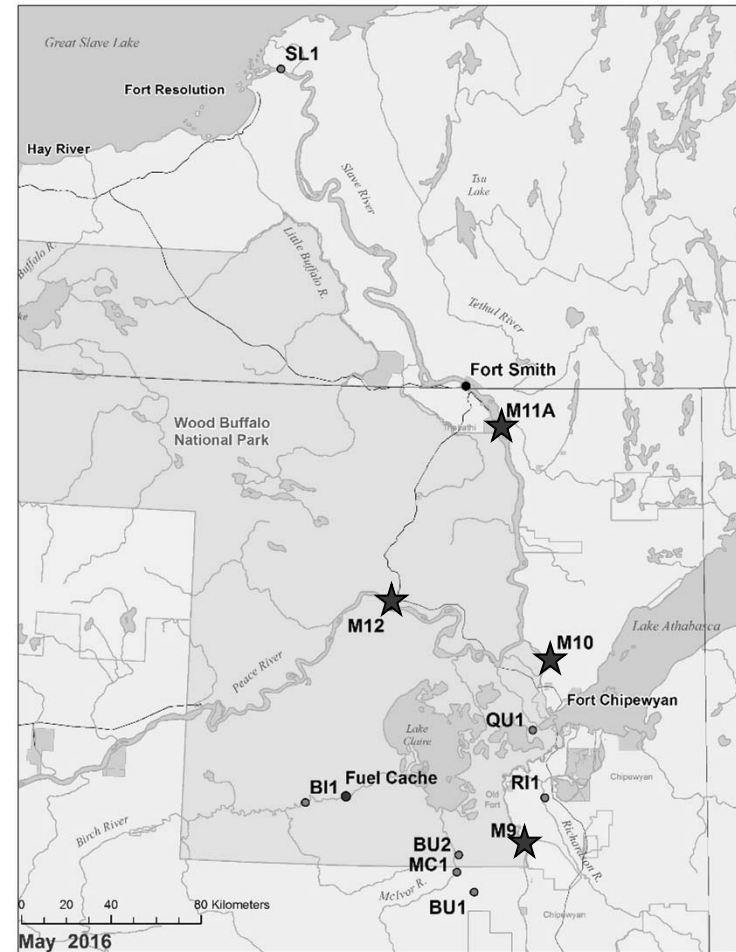 Great Slave Lake
SL1
Fort Resolution
Hay River
Slave River
Tsu
Lake
Buffalo R.
Little Buffalo R.
Tethul River
Fort Smith
M11A
Wood Buffalo
National Park
M12
Lake Athabasca
M10
Peace River
Fort Chipewyan
Lake
Claire
QU1
BI1
Fuel Cache
RI1
Chipewyan
Old
Fort
Birch River
M9
Richardson R.
BU2
MC1
McIvor R.
BU1
Chipewyan
0 20 40 80 Kilometers
May 2016